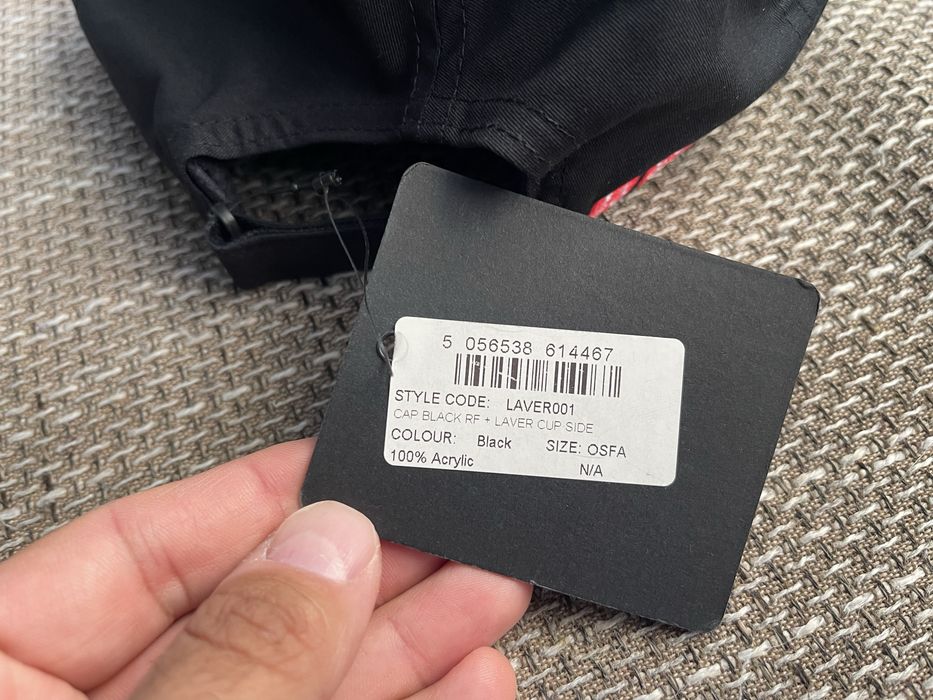 5 056538 614467
STYLE CODE: LAVER001
CAP BLACK RF + LAVER CUP SIDE
COLOUR: Black SIZE: OSFA
100% Acrylic N/A